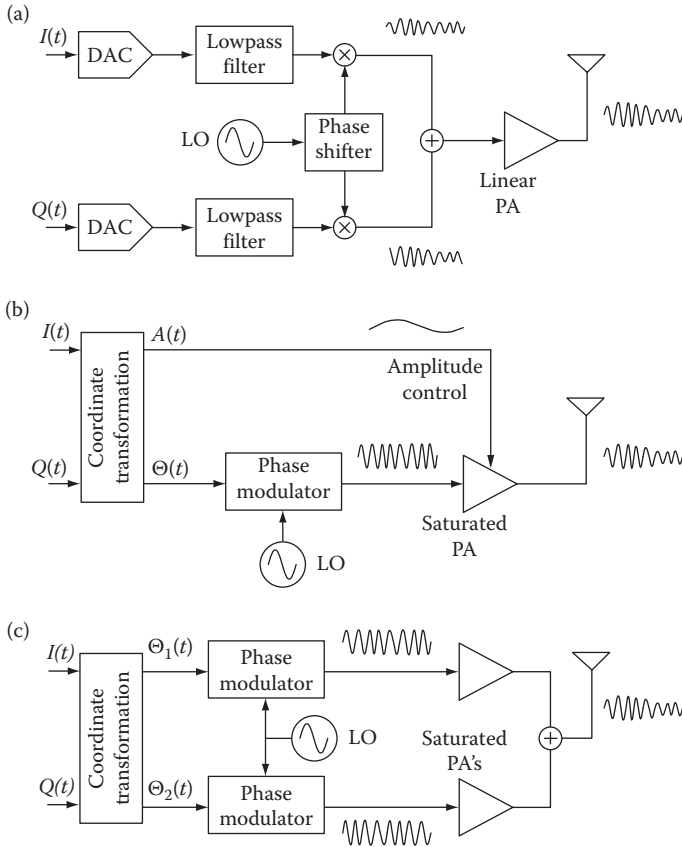 (a)
I(t)
DAC
Lowpass
filter
LO
Phase
shifter
Linear
PA
Q(t)
DAC
Lowpass
filter
(b)
I(t)
A(t)
Coordinate
transformation
Amplitude
control
Q(t)
Θ(t)
Phase
modulator
Saturated
PA
LO
(c)
I(t)
Θ1(t)
Phase
modulator
Coordinate
transformation
LO
Saturated
PA's
Q(t)
Θ2(t)
Phase
modulator